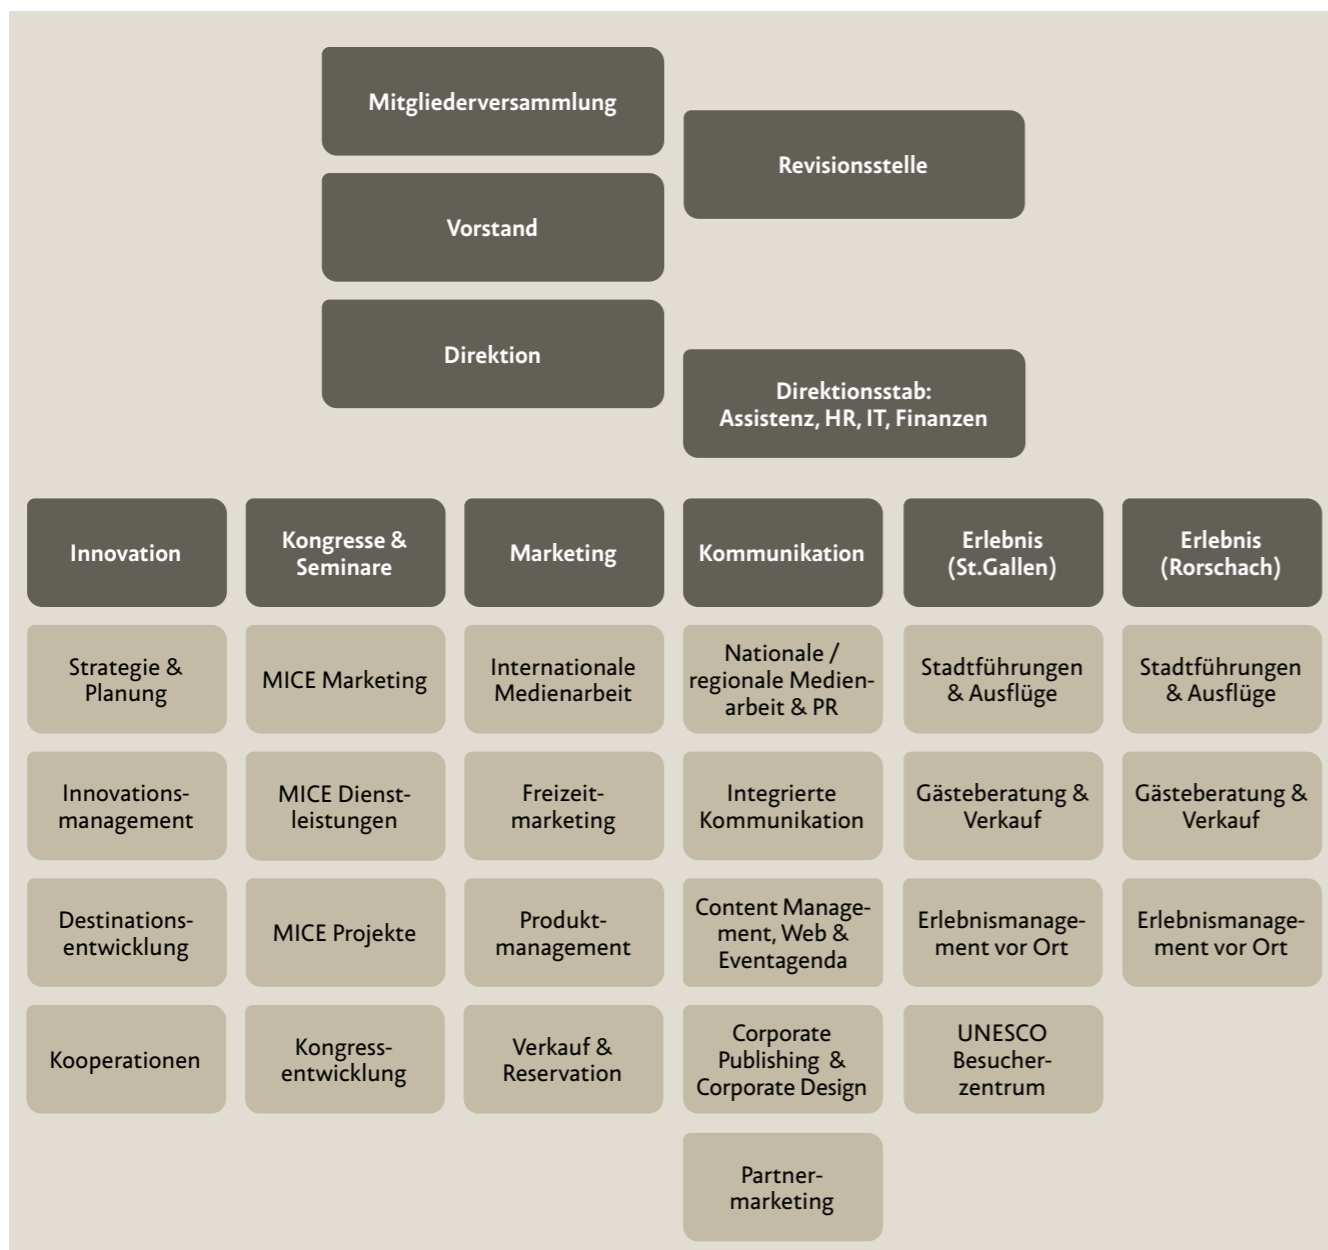 Mitgliederversammlung
Revisionsstelle
Vorstand
Direktion
Direktionsstab:
Assistenz, HR, IT, Finanzen
Innovation
Kongresse &
Seminare
Marketing
Kommunikation
Erlebnis
(St.Gallen)
Erlebnis
(Rorschach)
Strategie &
Planung
MICE Marketing
Internationale
Medienarbeit
Nationale /
regionale Medien-
arbeit & PR
Stadtführungen
& Ausflüge
Stadtführungen
& Ausflüge
Innovations-
management
MICE Dienst-
leistungen
Freizeit-
marketing
Integrierte
Kommunikation
Gästeberatung &
Verkauf
Gästeberatung &
Verkauf
Destinations-
entwicklung
MICE Projekte
Produkt-
management
Content Manage-
ment, Web &
Eventagenda
Erlebnismanage-
ment vor Ort
Erlebnismanage-
ment vor Ort
Kooperationen
Kongress-
entwicklung
Verkauf &
Reservation
Corporate
Publishing &
Corporate Design
UNESCO
Besucher-
zentrum
Partner-
marketing